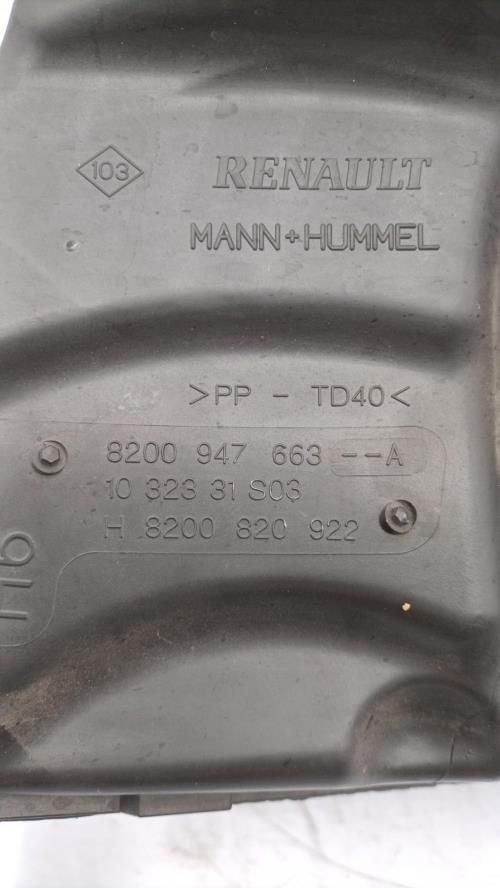 103
RENAULT
MANN+HUMMEL
>PP - TD40<
8200 947 663 --A
10 323 31 S03
H 8200 820 922